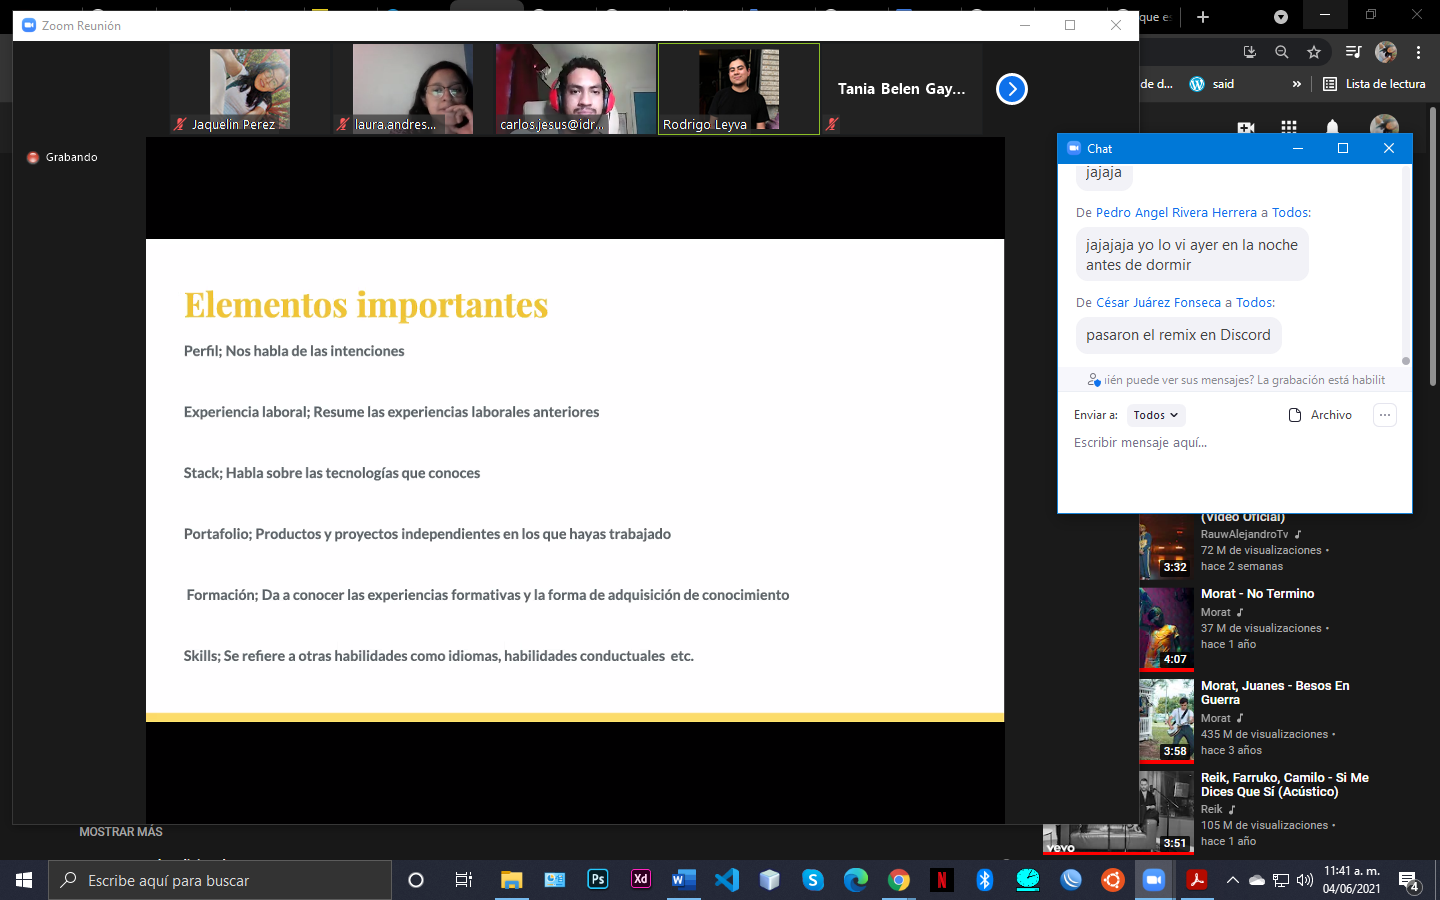 Zoom Reunión
que es
de d...
said
»
Lista de lectura
Jaquelin Perez
laura.andres...
carlos.jesus@idr...
Rodrigo Leyva
Tania Belen Gay...
Grabando
Elementos importantes
Perfil; Nos habla de las intenciones
Experiencia laboral; Resume las experiencias laborales anteriores
Stack; Habla sobre las tecnologías que conoces
Portafolio; Productos y proyectos independientes en los que hayas trabajado
Formación; Da a conocer las experiencias formativas y la forma de adquisición de conocimiento
Skills; Se refiere a otras habilidades como idiomas, habilidades conductuales etc.
Chat
jajaja
De Pedro Angel Rivera Herrera a Todos:
jajajaja yo lo vi ayer en la noche
antes de dormir
De César Juárez Fonseca a Todos:
pasaron el remix en Discord
uién puede ver sus mensajes? La grabación está habilit
Enviar a: Todos
Archivo
...
Escribir mensaje aquí...
(Video Oficial)
RauwAlejandroTv
72 M de visualizaciones •
hace 2 semanas
3:32
Morat - No Termino
Morat
37 M de visualizaciones •
hace 1 año
4:07
Morat, Juanes - Besos En
Guerra
Morat
435 M de visualizaciones •
hace 3 años
3:58
Reik, Farruko, Camilo - Si Me
Dices Que Sí (Acústico)
Reik
105 M de visualizaciones •
hace 1 año
vevo
3:51
MOSTRAR MÁS
Escribe aquí para buscar
Ps
Xd
W
S
N
11:41 a. m.
04/06/2021
4